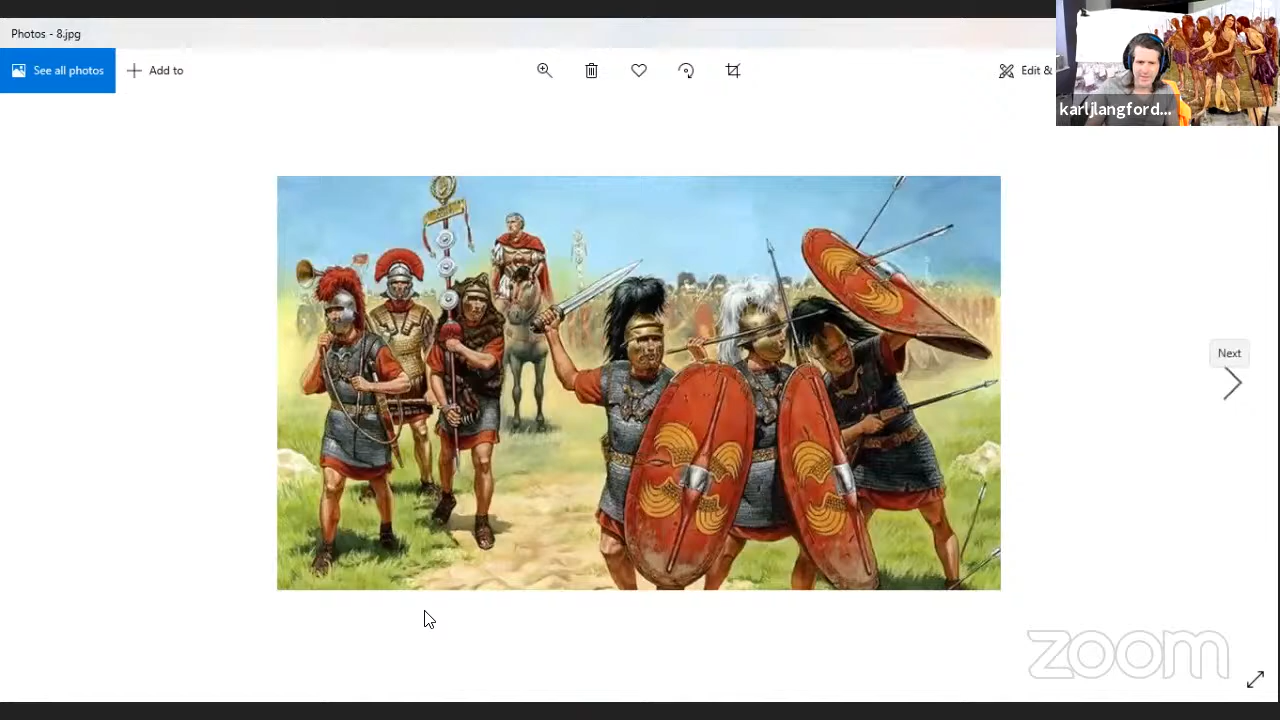 Photos - 8.jpg
See all photos
Add to
Edit &
karljlangford...
Next
zoom